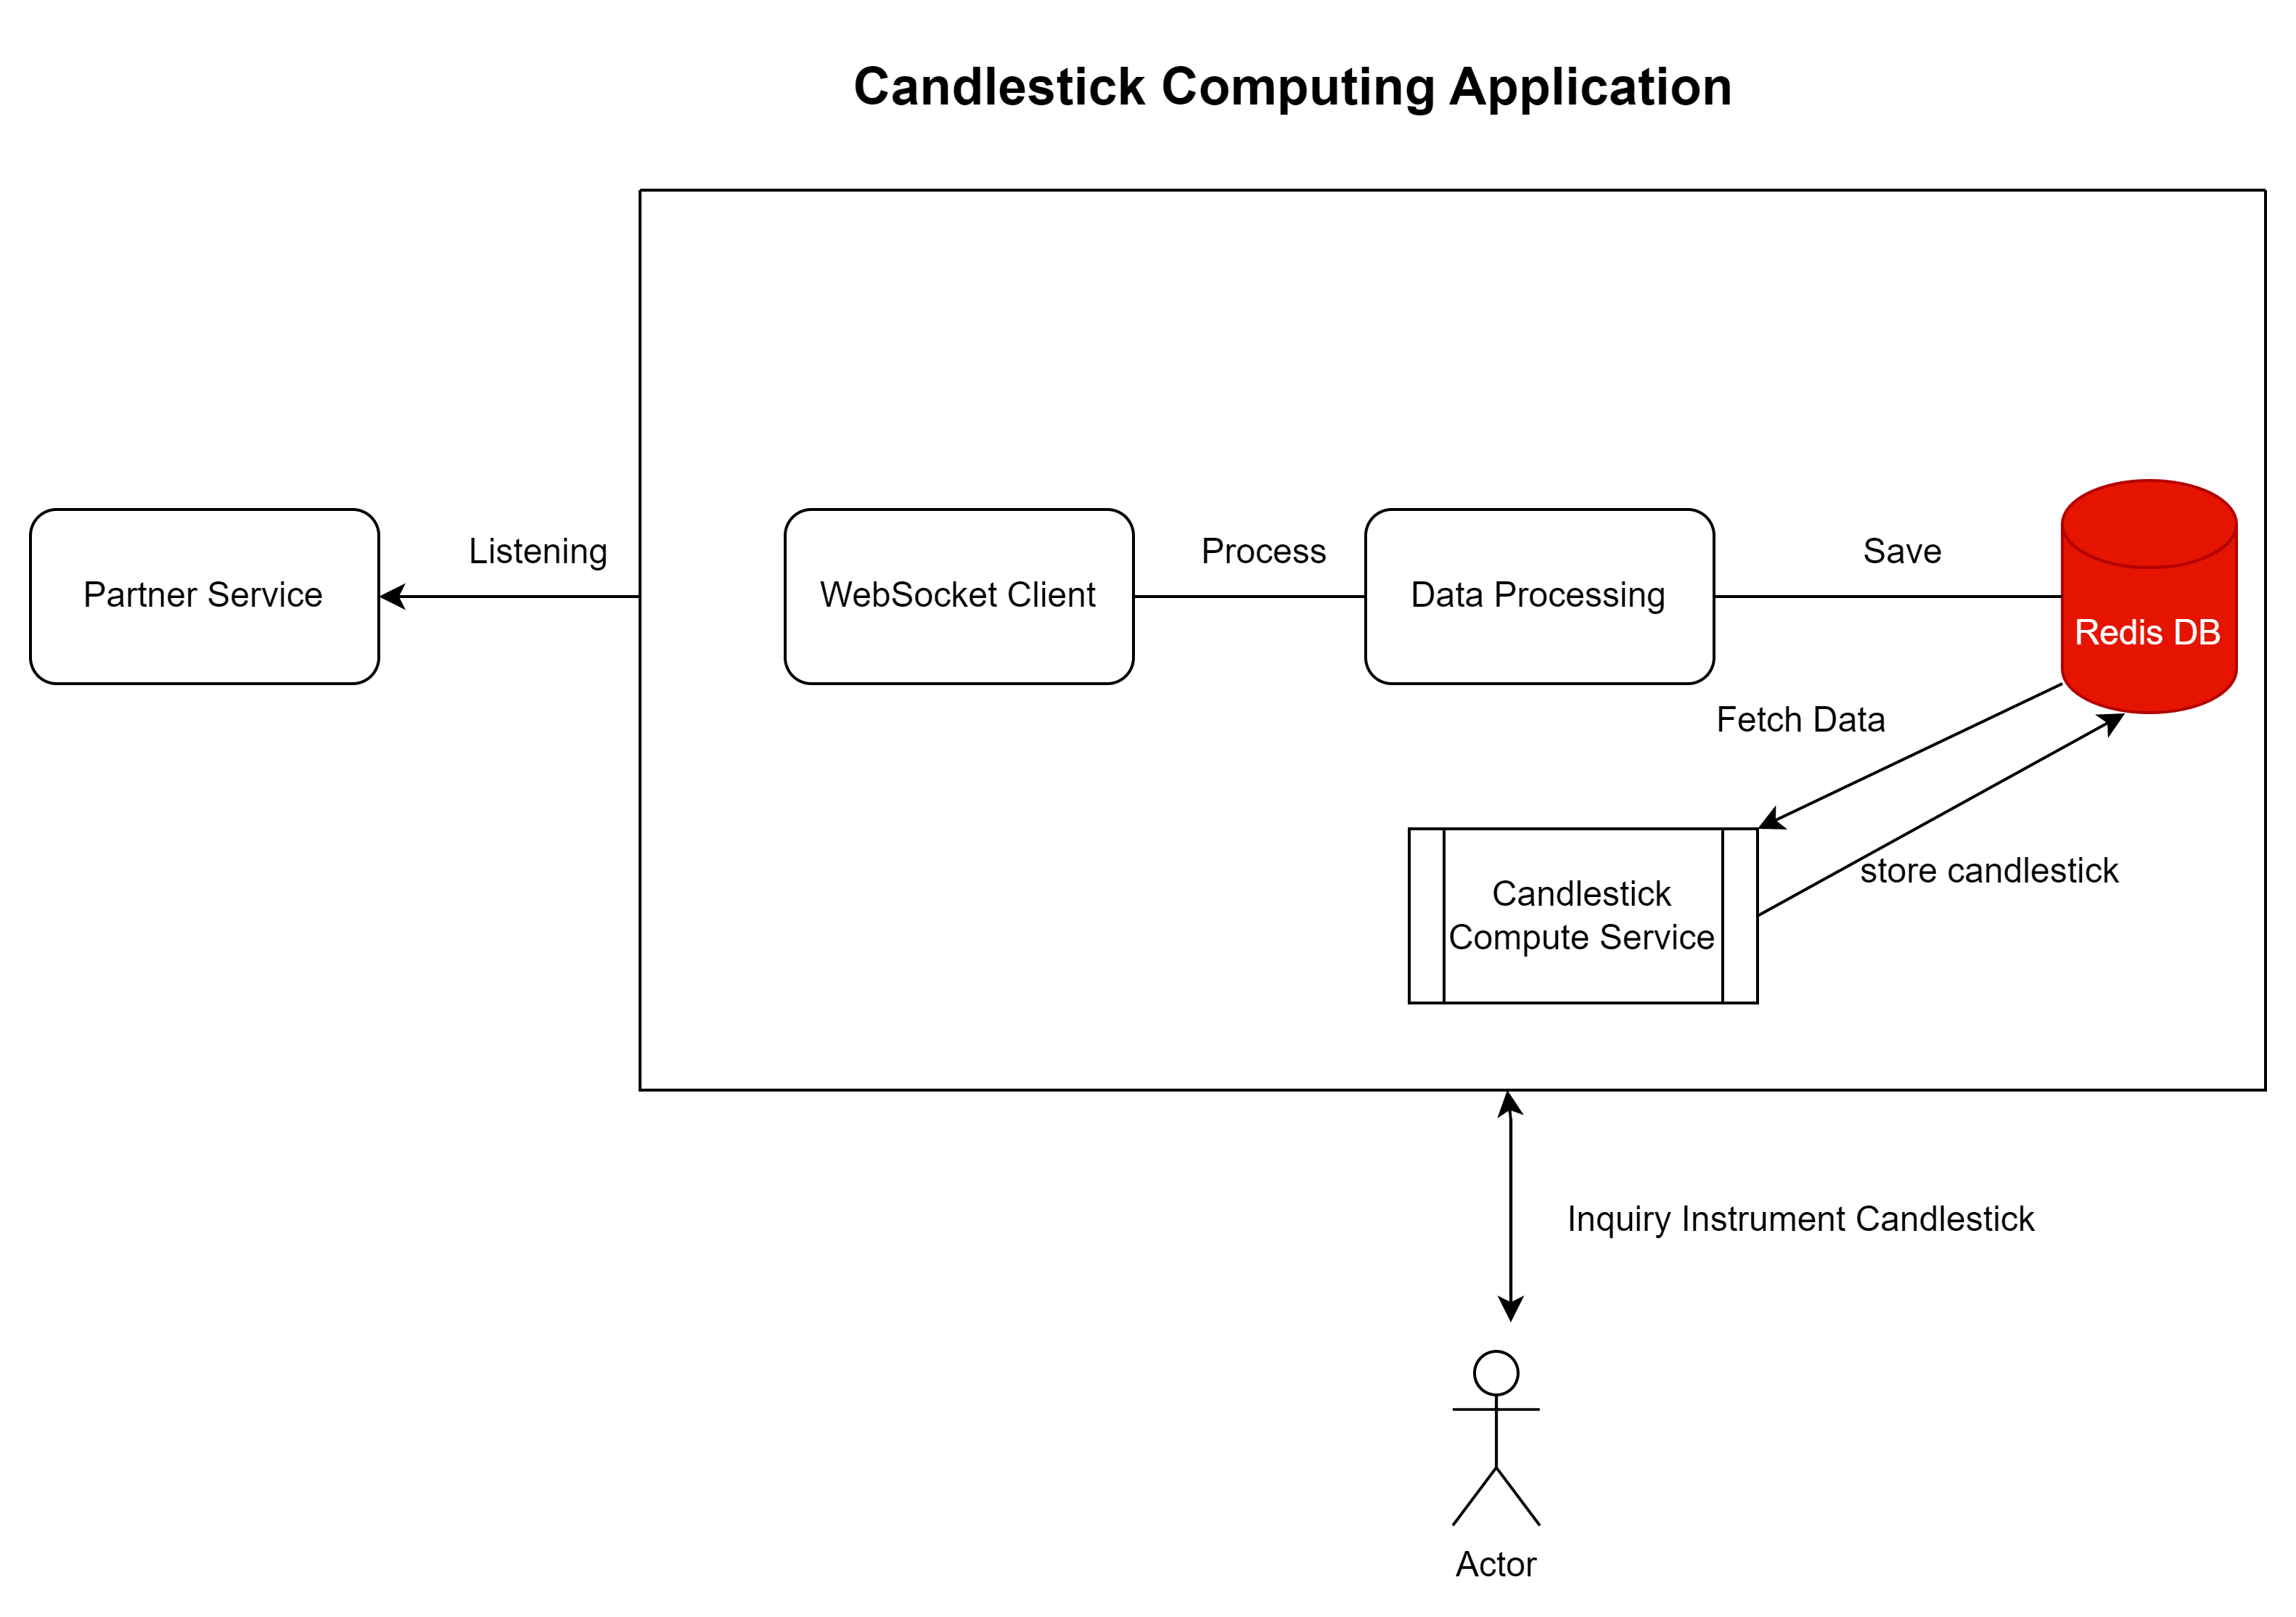 Candlestick Computing Application
Listening
Process
Save
Partner Service
WebSocket Client
Data Processing
Redis DB
Fetch Data
store candlestick
Candlestick
Compute Service
Inquiry Instrument Candlestick
Actor